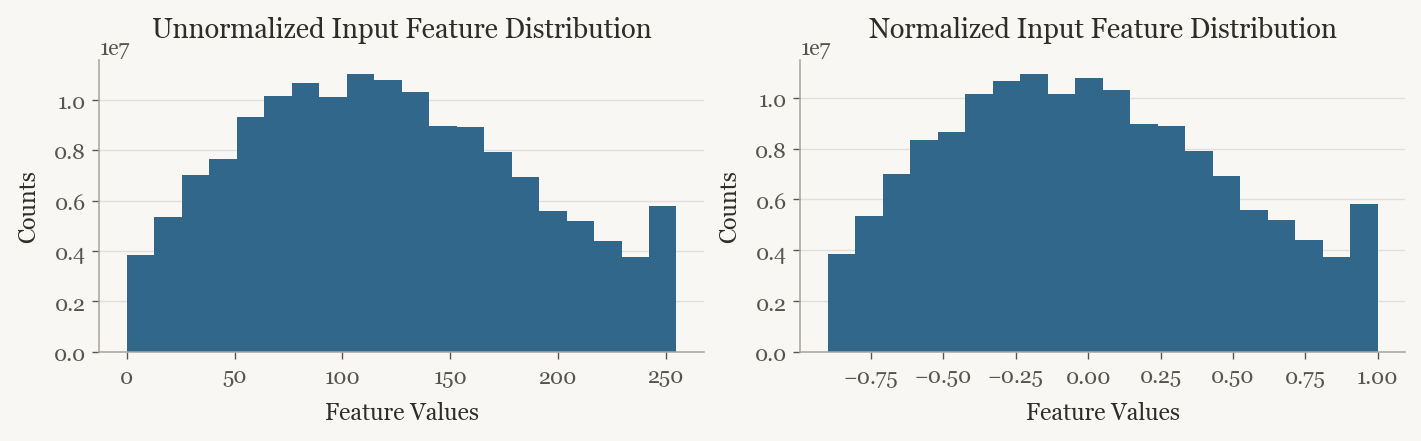 Unnormalized Input Feature Distribution
1e7
1.0
0.8
0.6
0.4
0.2
0.0
Counts
0 50 100 150 200 250
Feature Values
Normalized Input Feature Distribution
1e7
1.0
0.8
0.6
0.4
0.2
0.0
Counts
−0.75 −0.50 −0.25 0.00 0.25 0.50 0.75 1.00
Feature Values